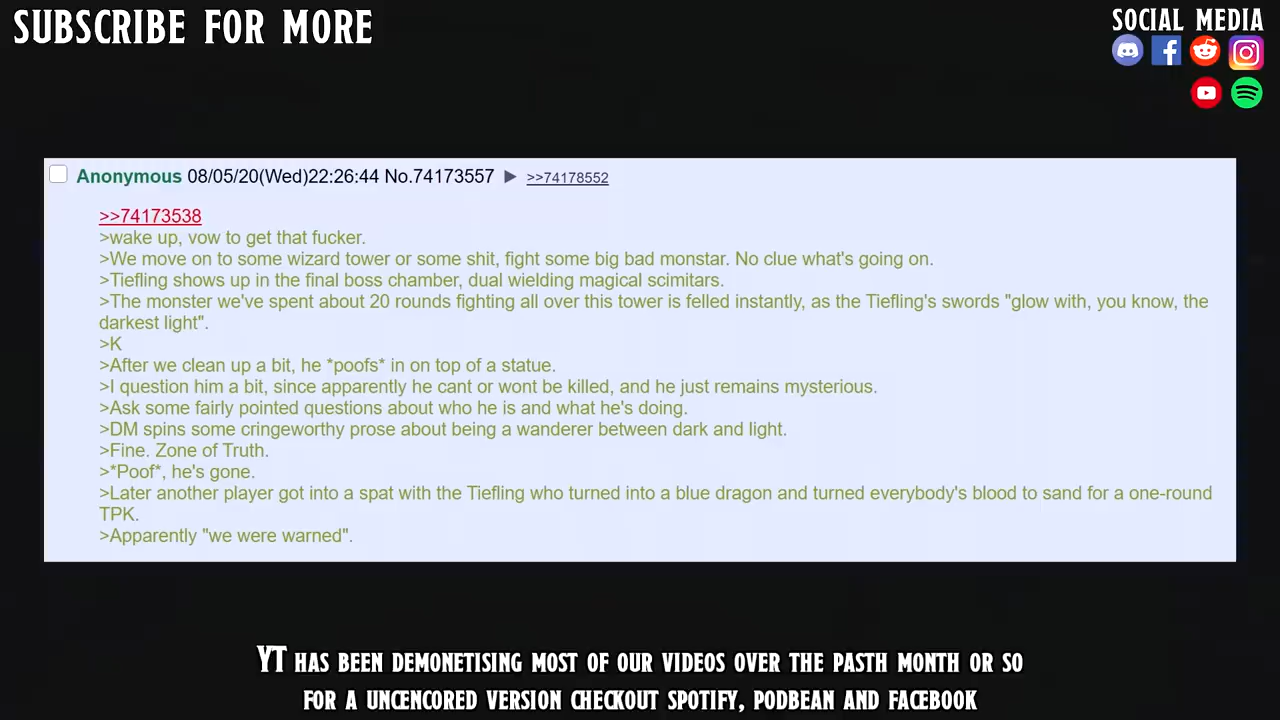 SUBSCRIBE FOR MORE
SOCIAL MEDIA
Anonymous 08/05/20(Wed)22:26:44 No.74173557 ▶ >>74178552
>>74173538
>wake up, vow to get that fucker.
>We move on to some wizard tower or some shit, fight some big bad monstar. No clue what's going on.
>Tiefling shows up in the final boss chamber, dual wielding magical scimitars.
>The monster we've spent about 20 rounds fighting all over this tower is felled instantly, as the Tiefling's swords "glow with, you know, the
darkest light".
>K
>After we clean up a bit, he *poofs* in on top of a statue.
>I question him a bit, since apparently he cant or wont be killed, and he just remains mysterious.
>Ask some fairly pointed questions about who he is and what he's doing.
>DM spins some cringeworthy prose about being a wanderer between dark and light.
>Fine. Zone of Truth.
>*Poof*, he's gone.
>Later another player got into a spat with the Tiefling who turned into a blue dragon and turned everybody's blood to sand for a one-round
TPK.
>Apparently "we were warned".
YT HAS BEEN DEMONETISING MOST OF OUR VIDEOS OVER THE PASTH MONTH OR SO
FOR A UNCENCORED VERSION CHECKOUT SPOTIFY, PODBEAN AND FACEBOOK